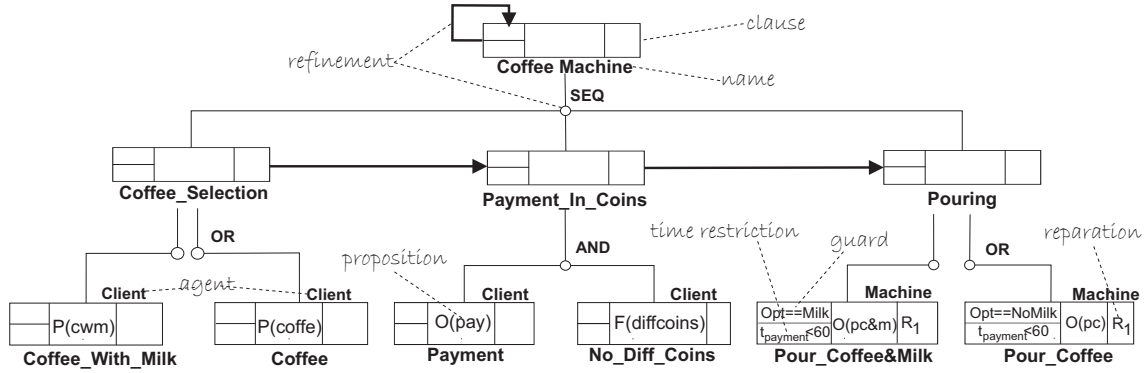 clause
refinement
Coffee Machine
name
SEQ
Coffee_Selection
Payment_In_Coins
Pouring
OR
AND
time restriction
guard
OR
reparation
agent
proposition
Client
Client
Client
Client
Machine
Machine
P(cwm)
P(coffe)
O(pay)
F(diffcoins)
Opt==Milk
t_payment<60
O(pc&m)
R1
Opt==NoMilk
t_payment<60
O(pc)
R1
Coffee_With_Milk
Coffee
Payment
No_Diff_Coins
Pour_Coffee&Milk
Pour_Coffee